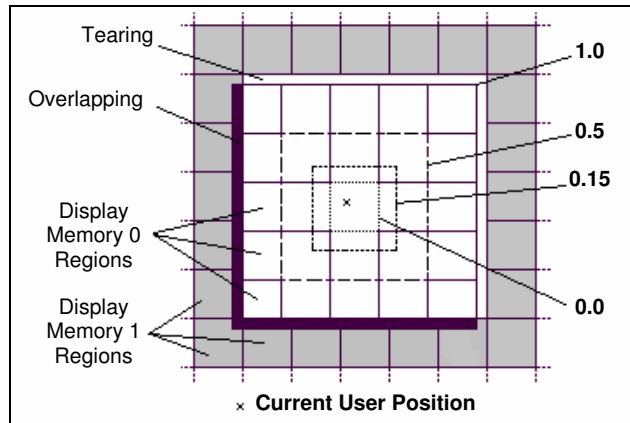 Tearing
1.0
Overlapping
0.5
0.15
Display
Memory 0
Regions
Display
Memory 1
Regions
0.0
× Current User Position